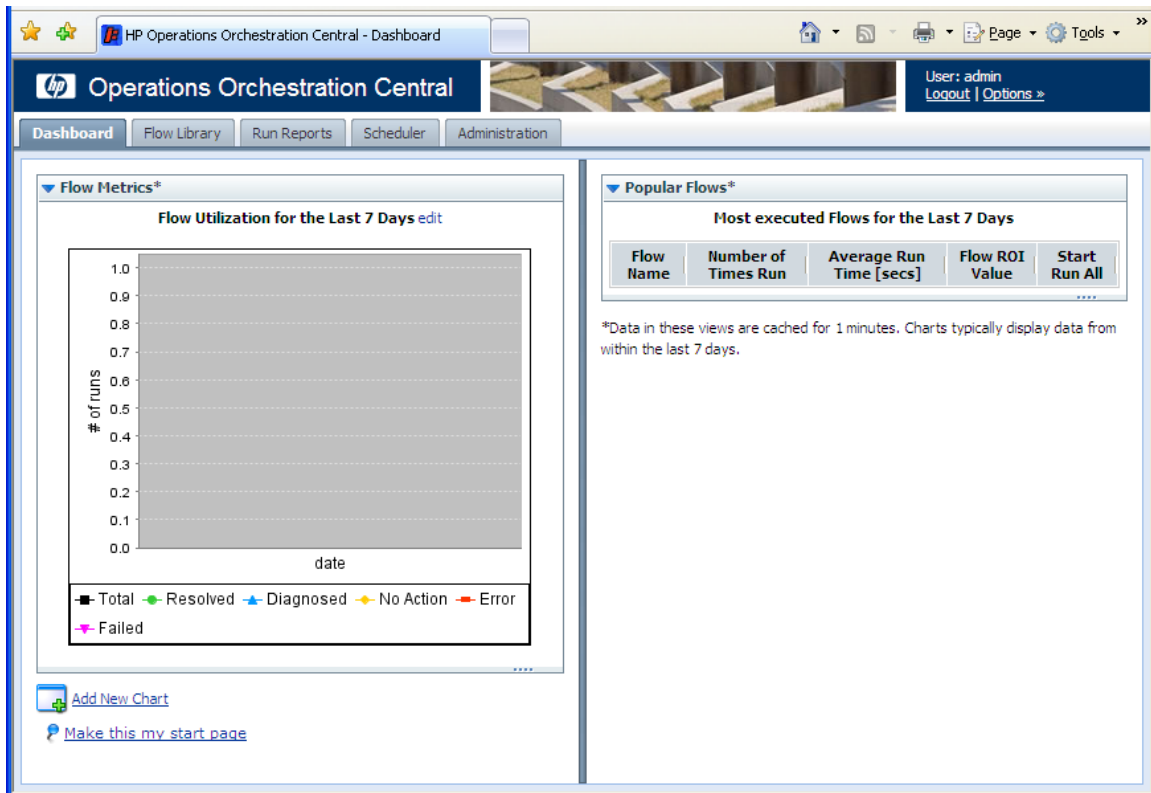 HP Operations Orchestration Central - Dashboard
Page
Tools
»
hp
Operations Orchestration Central
User: admin
Logout | Options »
Dashboard
Flow Library
Run Reports
Scheduler
Administration
Flow Metrics*
Flow Utilization for the Last 7 Days edit
1.0
0.9
0.8
0.7
0.6
0.5
0.4
0.3
0.2
0.1
0.0
# of runs
date
Total Resolved Diagnosed No Action Error
Failed
Add New Chart
Make this my start page
Popular Flows*
Most executed Flows for the Last 7 Days
Flow Name
Number of Times Run
Average Run Time [secs]
Flow ROI Value
Start Run All
*Data in these views are cached for 1 minutes. Charts typically display data from
within the last 7 days.